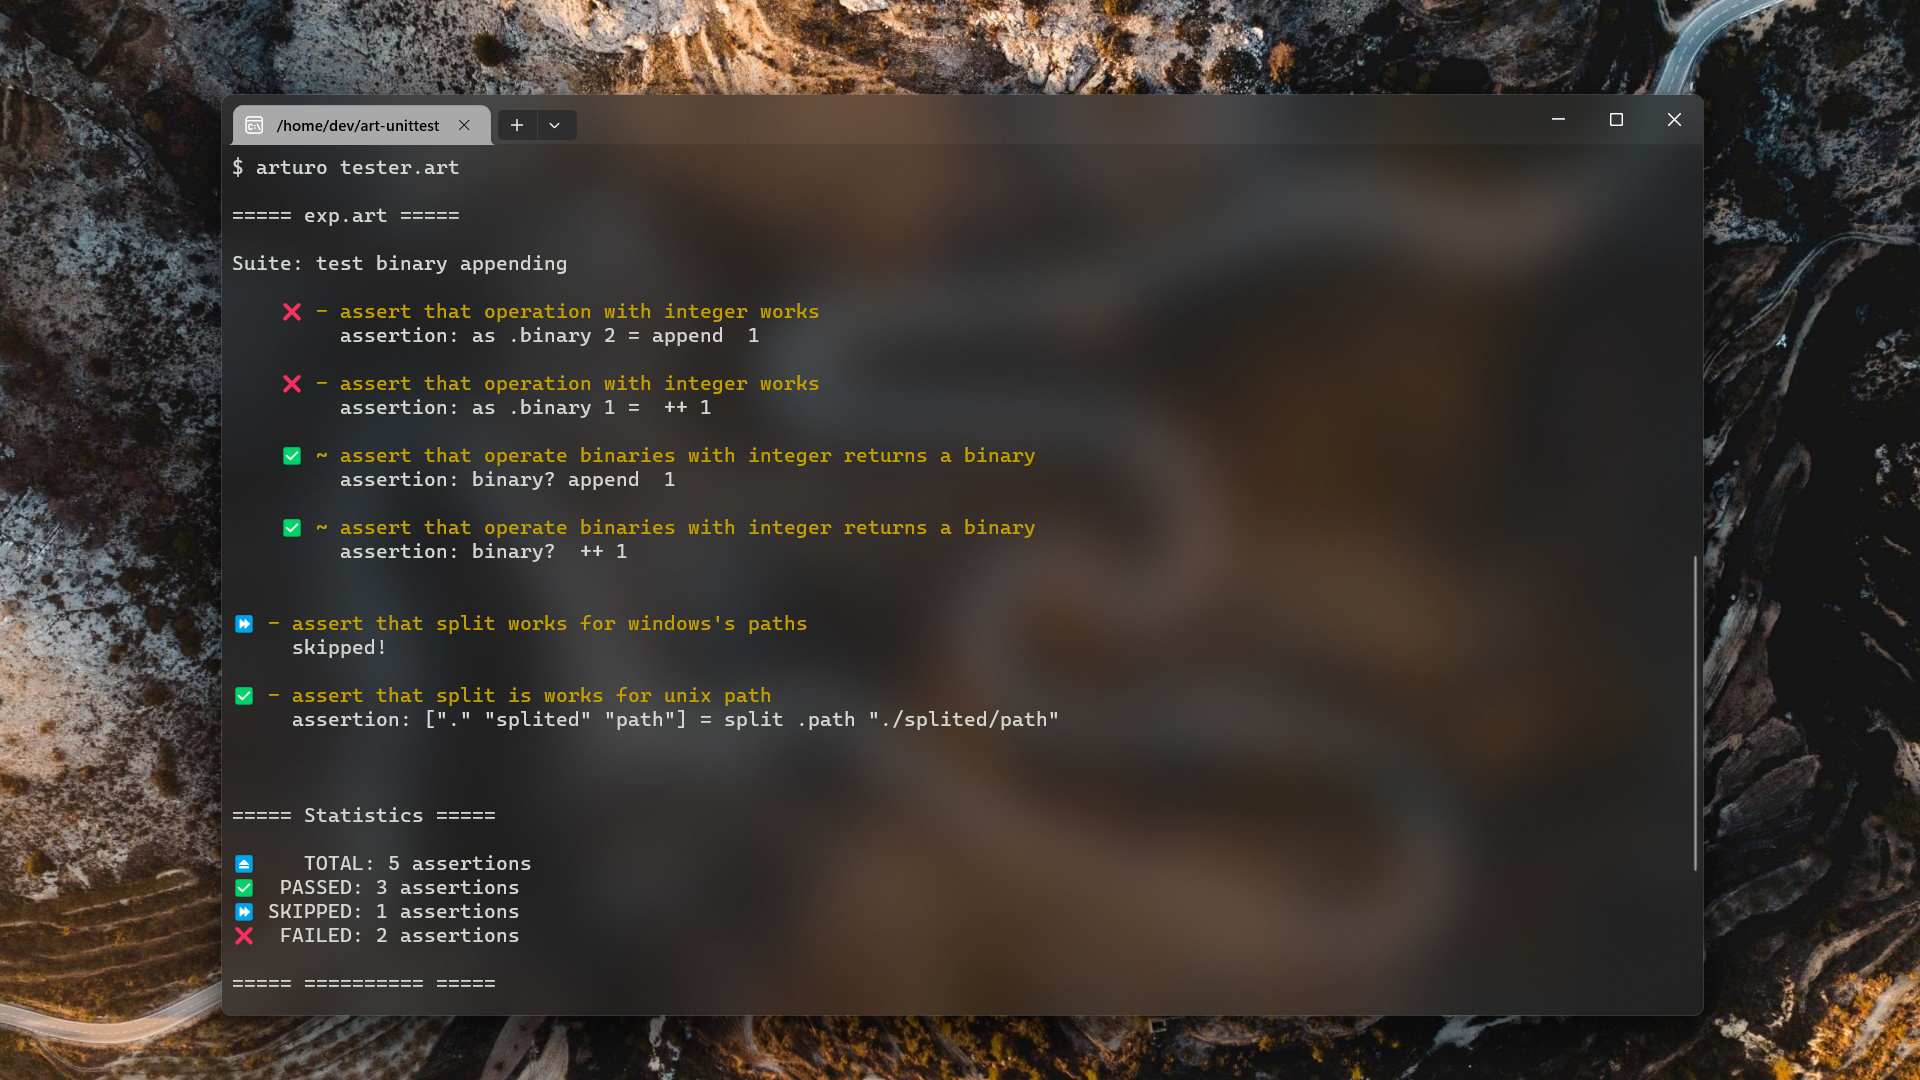 /home/dev/art-unittest
$ arturo tester.art
===== exp.art =====
Suite: test binary appending
❌ - assert that operation with integer works
assertion: as .binary 2 = append  1
❌ - assert that operation with integer works
assertion: as .binary 1 =  ++ 1
✅ ~ assert that operate binaries with integer returns a binary
assertion: binary? append  1
✅ ~ assert that operate binaries with integer returns a binary
assertion: binary?  ++ 1
⏩ - assert that split works for windows's paths
skipped!
✅ - assert that split is works for unix path
assertion: ["." "splited" "path"] = split .path "./splited/path"
===== Statistics =====
⏏️ TOTAL: 5 assertions
✅ PASSED: 3 assertions
⏩ SKIPPED: 1 assertions
❌ FAILED: 2 assertions
===== ========== =====